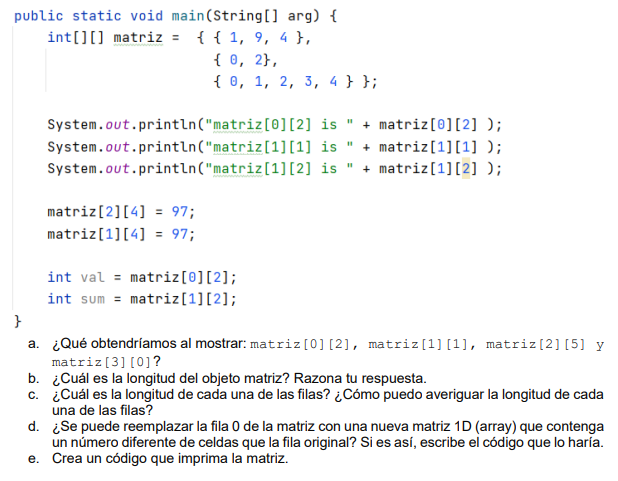 public static void main(String[] arg) {
int[][] matriz = { { 1, 9, 4 },
{ 0, 2},
{ 0, 1, 2, 3, 4 } };
System.out.println("matriz[0][2] is " + matriz[0][2] );
System.out.println("matriz[1][1] is " + matriz[1][1] );
System.out.println("matriz[1][2] is " + matriz[1][2] );
matriz[2][4] = 97;
matriz[1][4] = 97;
int val = matriz[0][2];
int sum = matriz[1][2];
}
a. ¿Qué obtendríamos al mostrar: matriz[0][2], matriz[1][1], matriz[2][5] y
matriz[3][0]?
b. ¿Cuál es la longitud del objeto matriz? Razona tu respuesta.
c. ¿Cuál es la longitud de cada una de las filas? ¿Cómo puedo averiguar la longitud de cada
una de las filas?
d. ¿Se puede reemplazar la fila 0 de la matriz con una nueva matriz 1D (array) que contenga
un número diferente de celdas que la fila original? Si es así, escribe el código que lo haría.
e. Crea un código que imprima la matriz.